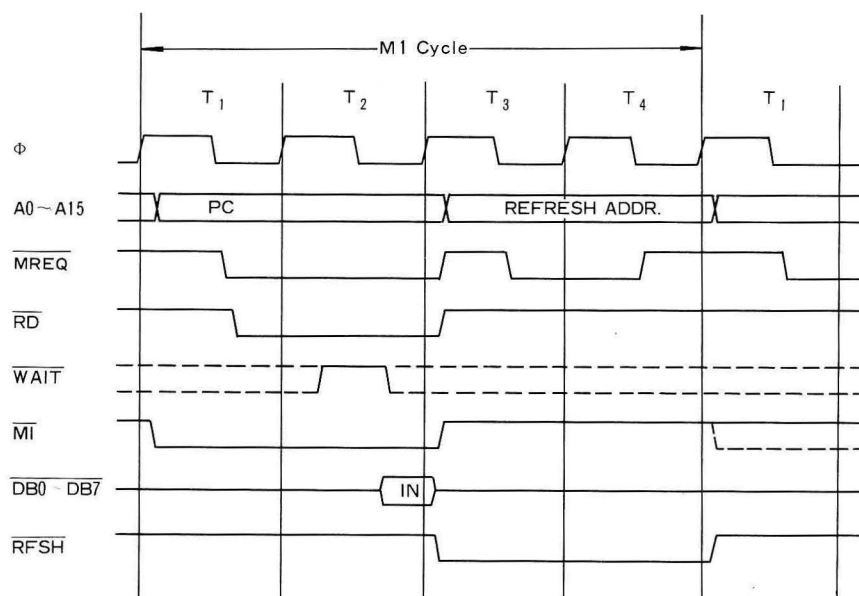 M1 Cycle
T1 T2 T3 T4 T1
Φ
A0~A15 PC REFRESH ADDR.
MREQ
RD
WAIT
MI
DB0~DB7 IN
RFSH